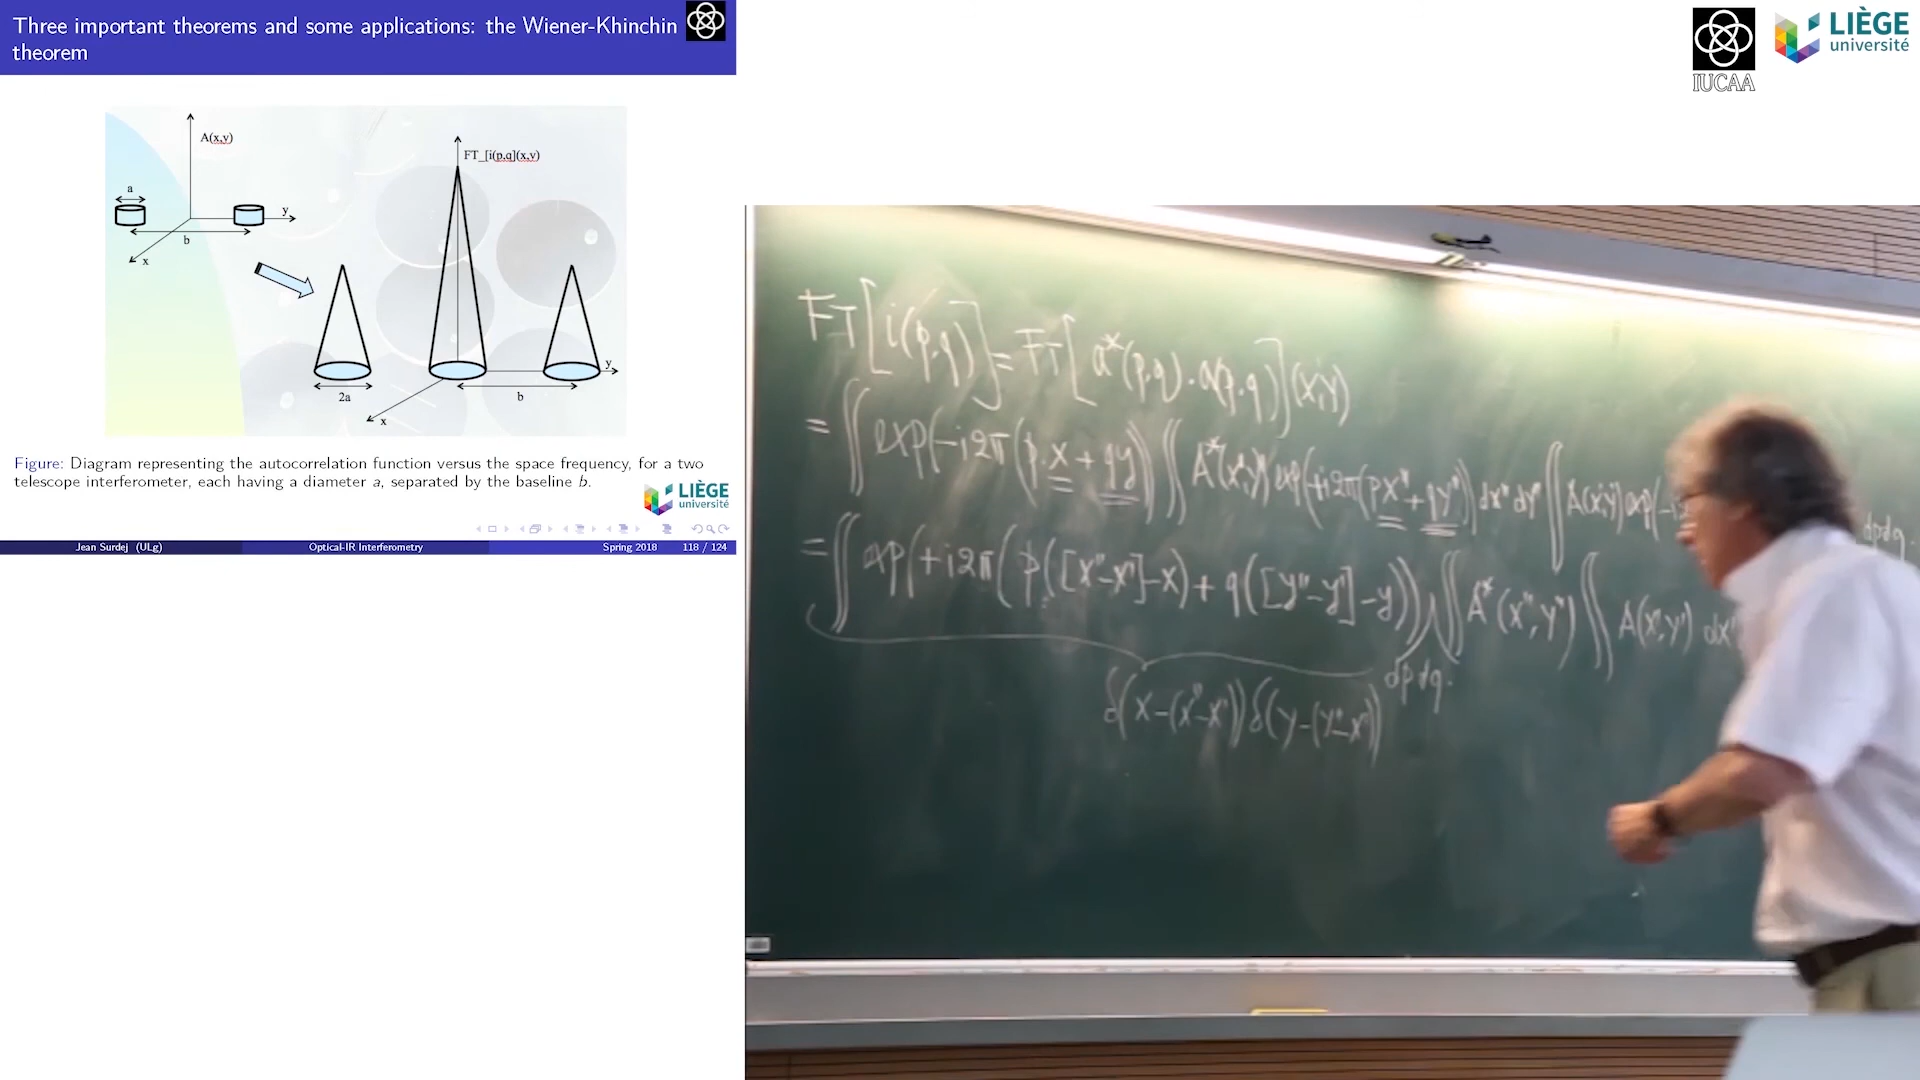 Three important theorems and some applications: the Wiener-Khinchin
theorem
A(x,y)
a
y
b
x
FT_[i(p,q](x,y)
2a
b
y
x
Figure: Diagram representing the autocorrelation function versus the space frequency, for a two
telescope interferometer, each having a diameter a, separated by the baseline b.
LIÈGE
université
Jean Surdej (ULg) Optical-IR Interferometry Spring 2018 118 / 124
IUCAA
LIÈGE
université
FT[i(p,q)] = FT[a*(p,q).a(p,q)](x,y)
= ∬ exp(-i2π(p.x + qy)) ∬ A*(x",y") exp(+i2π(px" + qy")) dx" dy" ∫ A(x',y') exp(-i dpdq.
= ∬ exp(+i2π(p([x"-x']-x) + q([y"-y']-y)) ∬ A*(x",y") ∬ A(x',y') dx'
dpdq.
δ(x-(x"-x'))δ(y-(y"-x'))